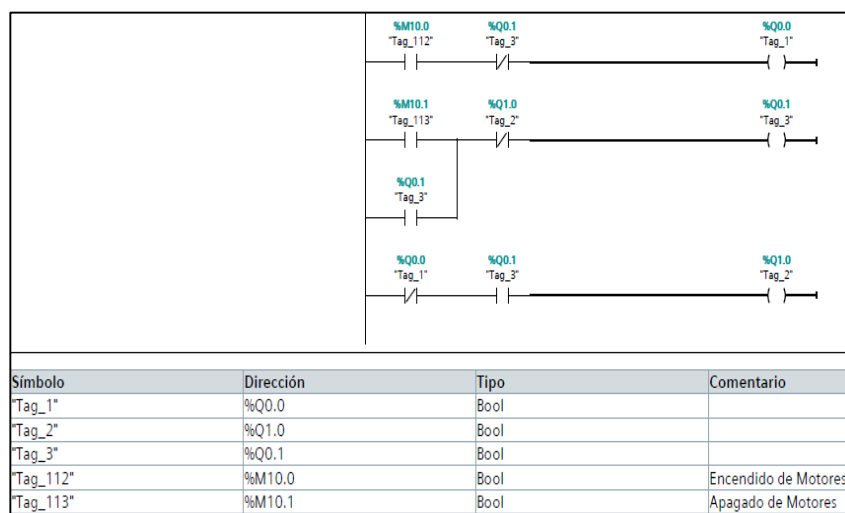 %M10.0 %Q0.1 %Q0.0
"Tag_112" "Tag_3" "Tag_1"
%M10.1 %Q1.0 %Q0.1
"Tag_113" "Tag_2" "Tag_3"
%Q0.1
"Tag_3"
%Q0.0 %Q0.1 %Q1.0
"Tag_1" "Tag_3" "Tag_2"
Símbolo Dirección Tipo Comentario
"Tag_1" %Q0.0 Bool
"Tag_2" %Q1.0 Bool
"Tag_3" %Q0.1 Bool
"Tag_112" %M10.0 Bool Encendido de Motores
"Tag_113" %M10.1 Bool Apagado de Motores